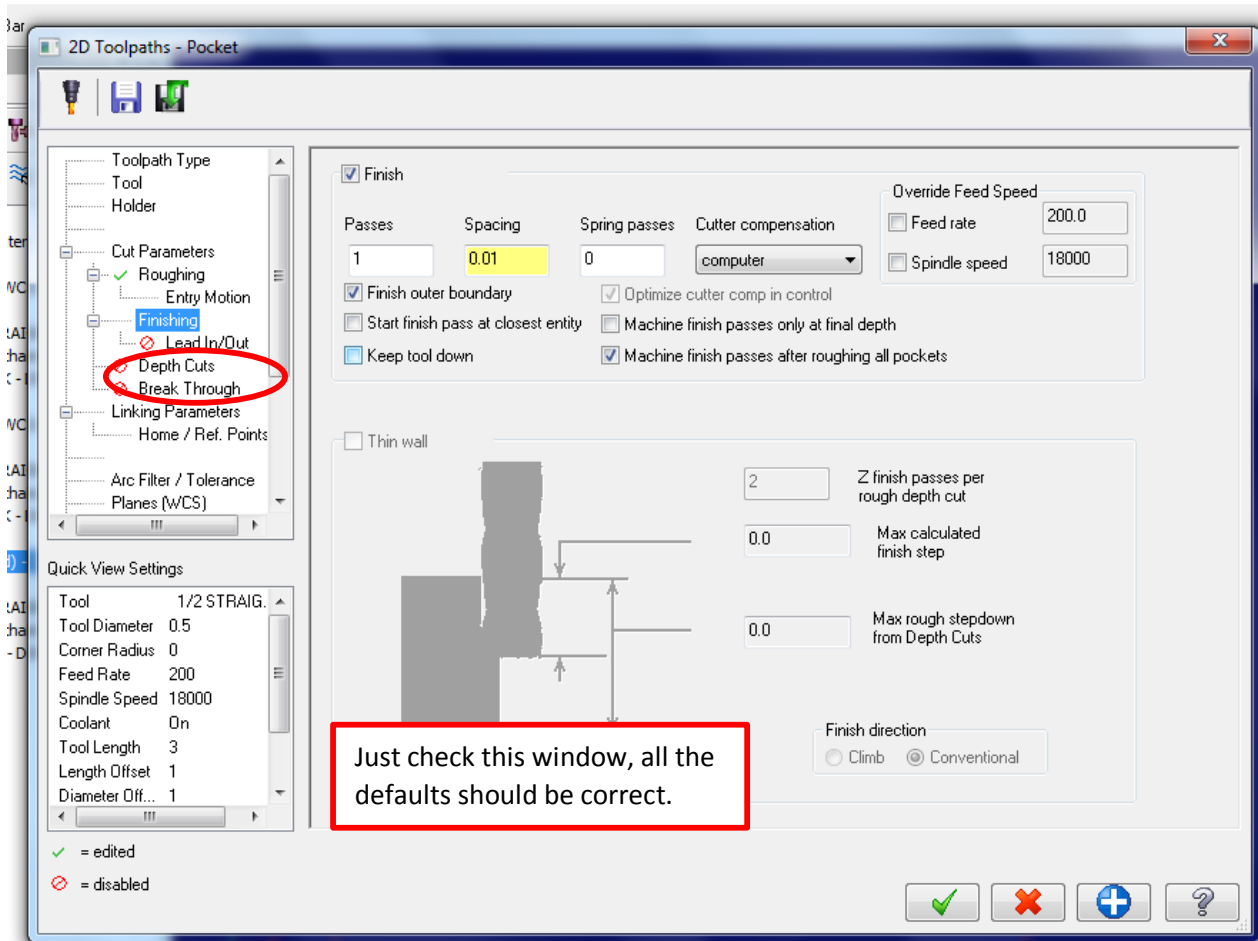 Bar
2D Toolpaths - Pocket
Toolpath Type
Tool
Holder
Cut Parameters
Roughing
Entry Motion
Finishing
Lead In/Out
Depth Cuts
Break Through
Linking Parameters
Home / Ref. Points
Arc Filter / Tolerance
Planes (WCS)
Quick View Settings
Tool 1/2 STRAIG.
Tool Diameter 0.5
Corner Radius 0
Feed Rate 200
Spindle Speed 18000
Coolant On
Tool Length 3
Length Offset 1
Diameter Off... 1
= edited
= disabled
Finish
Passes Spacing Spring passes Cutter compensation
1 0.01 0 computer
Override Feed Speed
Feed rate 200.0
Spindle speed 18000
Finish outer boundary Optimize cutter comp in control
Start finish pass at closest entity Machine finish passes only at final depth
Keep tool down Machine finish passes after roughing all pockets
Thin wall
2 Z finish passes per
rough depth cut
0.0 Max calculated
finish step
0.0 Max rough stepdown
from Depth Cuts
Finish direction
Climb Conventional
Just check this window, all the
defaults should be correct.